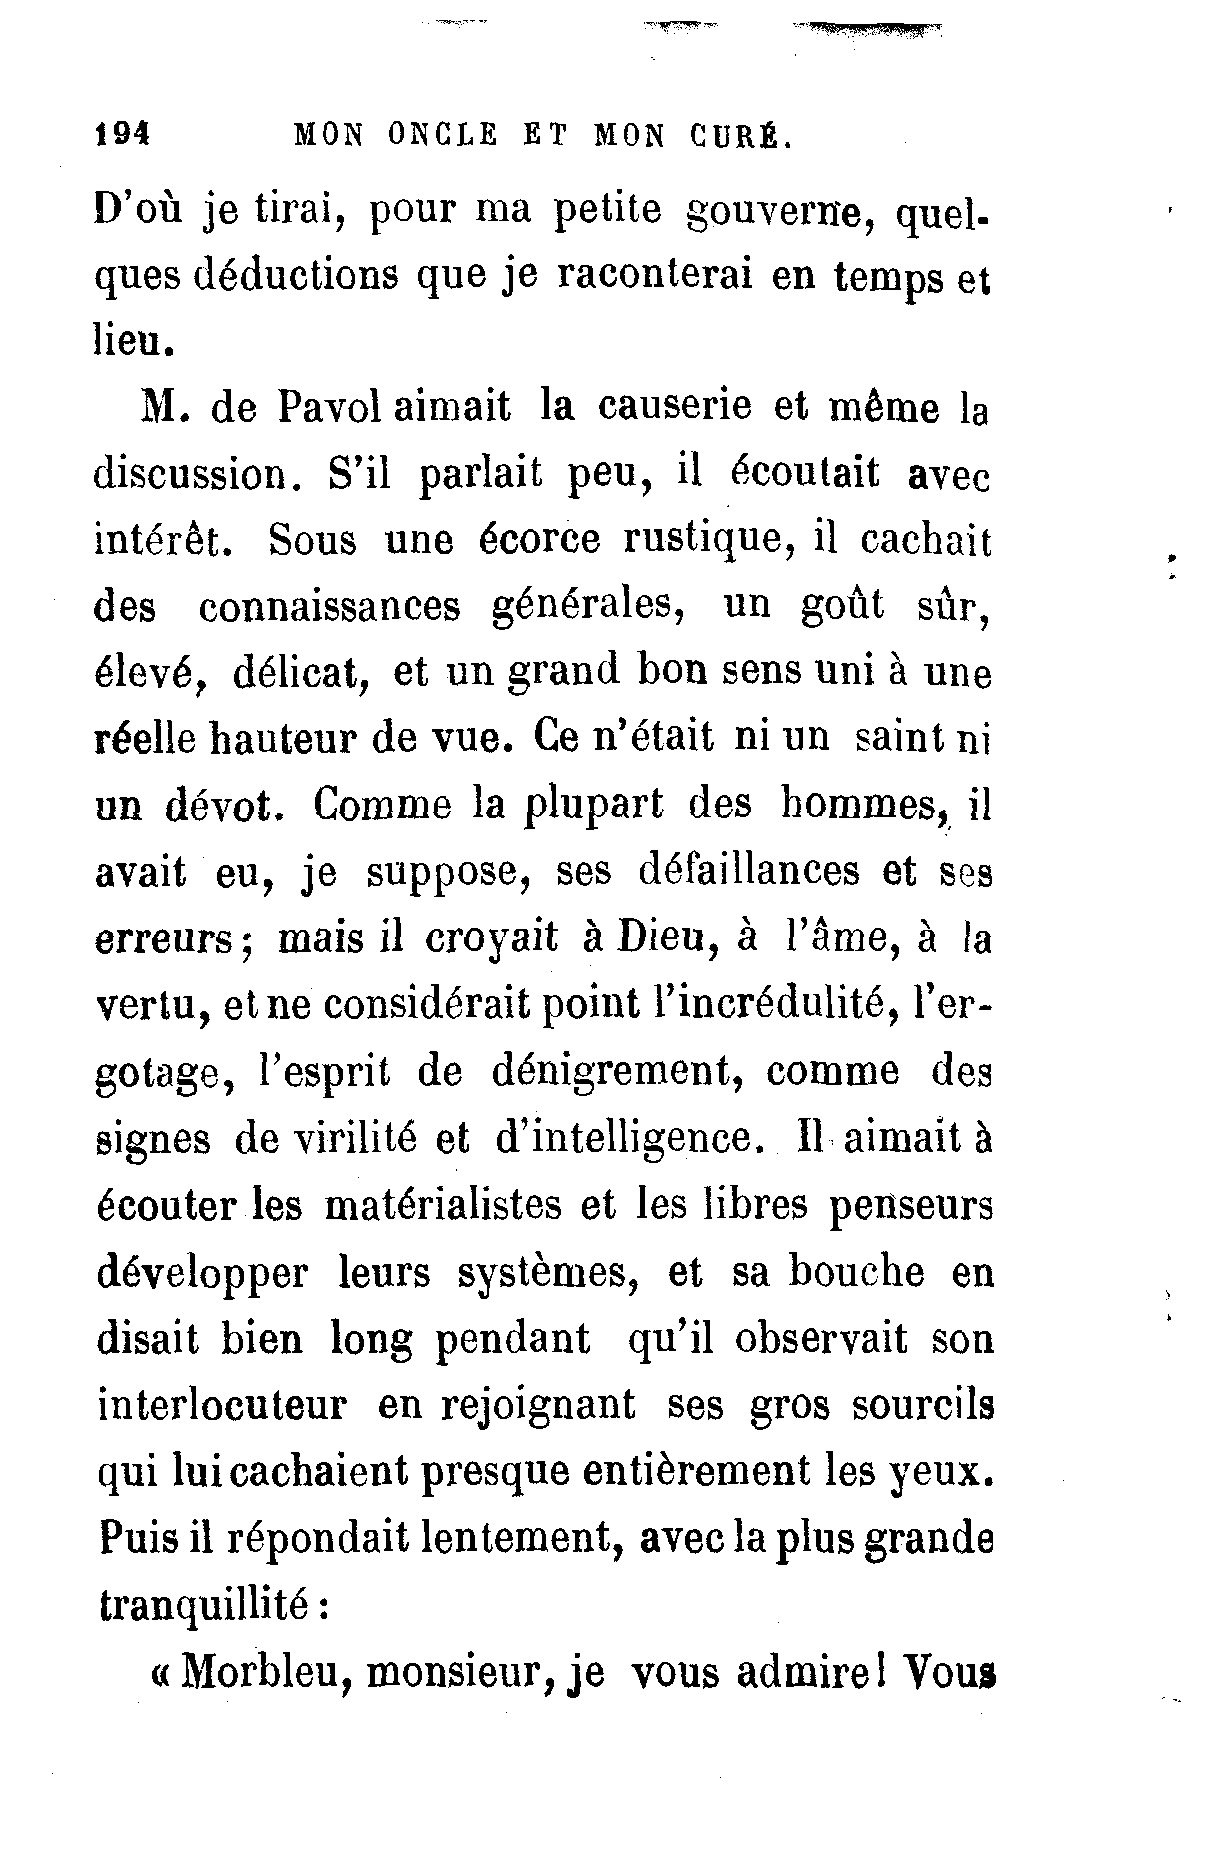 194 MON ONCLE ET MON CURÉ.
D'où je tirai, pour ma petite gouverne, quel-
ques déductions que je raconterai en temps et
lieu.
M. de Pavol aimait la causerie et même la
discussion. S'il parlait peu, il écoutait avec
intérêt. Sous une écorce rustique, il cachait
des connaissances générales, un goût sûr,
élevé, délicat, et un grand bon sens uni à une
réelle hauteur de vue. Ce n'était ni un saint ni
un dévot. Comme la plupart des hommes, il
avait eu, je suppose, ses défaillances et ses
erreurs ; mais il croyait à Dieu, à l'âme, à la
vertu, et ne considérait point l'incrédulité, l'er-
gotage, l'esprit de dénigrement, comme des
signes de virilité et d'intelligence. Il aimait à
écouter les matérialistes et les libres penseurs
développer leurs systèmes, et sa bouche en
disait bien long pendant qu'il observait son
interlocuteur en rejoignant ses gros sourcils
qui lui cachaient presque entièrement les yeux.
Puis il répondait lentement, avec la plus grande
tranquillité :
« Morbleu, monsieur, je vous admire! Vous